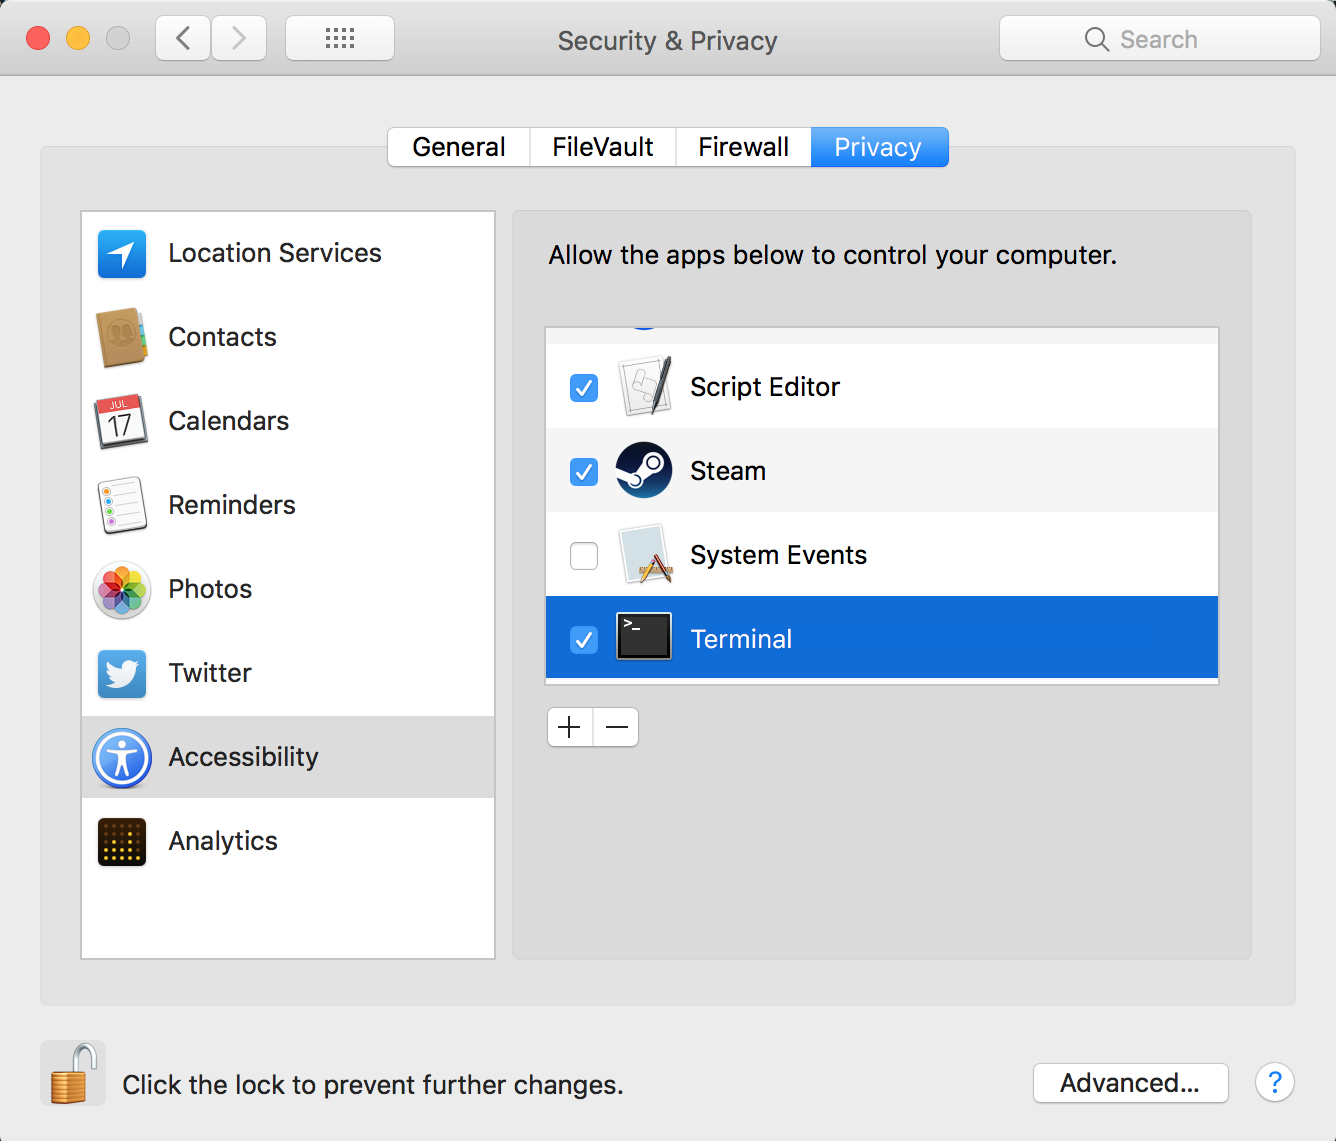 Security & Privacy
Search
General
FileVault
Firewall
Privacy
Location Services
Contacts
JUL
17
Calendars
Reminders
Photos
Twitter
Accessibility
Analytics
Allow the apps below to control your computer.
Script Editor
Steam
System Events
>_
Terminal
+
−
Click the lock to prevent further changes.
Advanced...
?